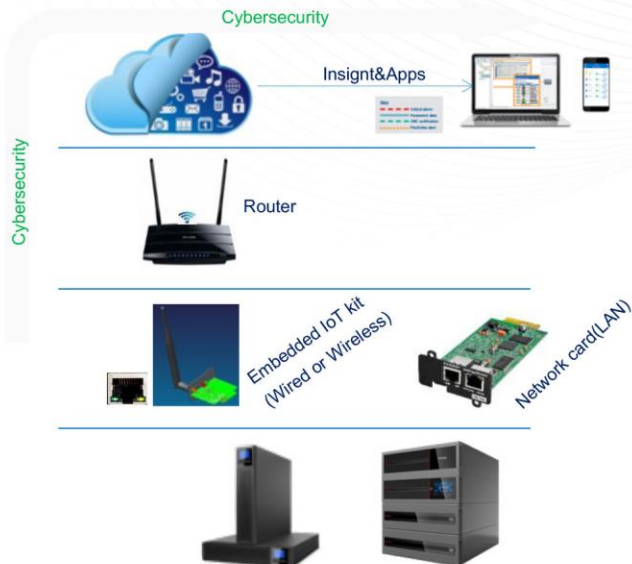 Cybersecurity
Insignt&Apps
Cybersecurity
Router
Embedded IoT kit
(Wired or Wireless)
Network card(LAN)